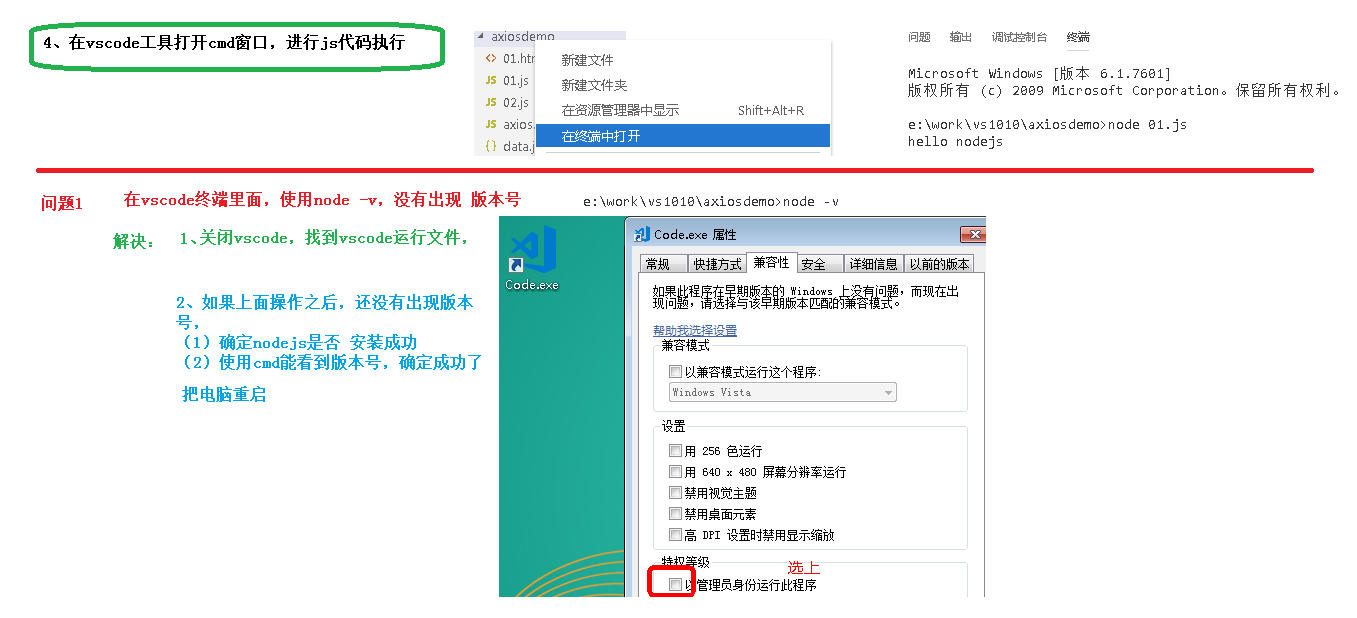 4、在vscode工具打开cmd窗口，进行js代码执行
axiosdemo
01.htr
JS 01.js
JS 02.js
JS axios.
{} data.j
新建文件
新建文件夹
在资源管理器中显示 Shift+Alt+R
在终端中打开
问题 输出 调试控制台 终端
Microsoft Windows [版本 6.1.7601]
版权所有 (c) 2009 Microsoft Corporation。保留所有权利。
e:\work\vs1010\axiosdemo>node 01.js
hello nodejs
问题1 在vscode终端里面，使用node -v，没有出现 版本号
e:\work\vs1010\axiosdemo>node -v
解决： 1、关闭vscode，找到vscode运行文件，
2、如果上面操作之后，还没有出现版本
号，
（1）确定nodejs是否 安装成功
（2）使用cmd能看到版本号，确定成功了
把电脑重启
Code.exe
Code.exe 属性
常规 快捷方式 兼容性 安全 详细信息 以前的版本
如果此程序在早期版本的 Windows 上没有问题，而现在出
现问题，请选择与该早期版本匹配的兼容模式。
帮助我选择设置
兼容模式
以兼容模式运行这个程序:
Windows Vista
设置
用 256 色运行
用 640 x 480 屏幕分辨率运行
禁用视觉主题
禁用桌面元素
高 DPI 设置时禁用显示缩放
特权等级
选上
以管理员身份运行此程序